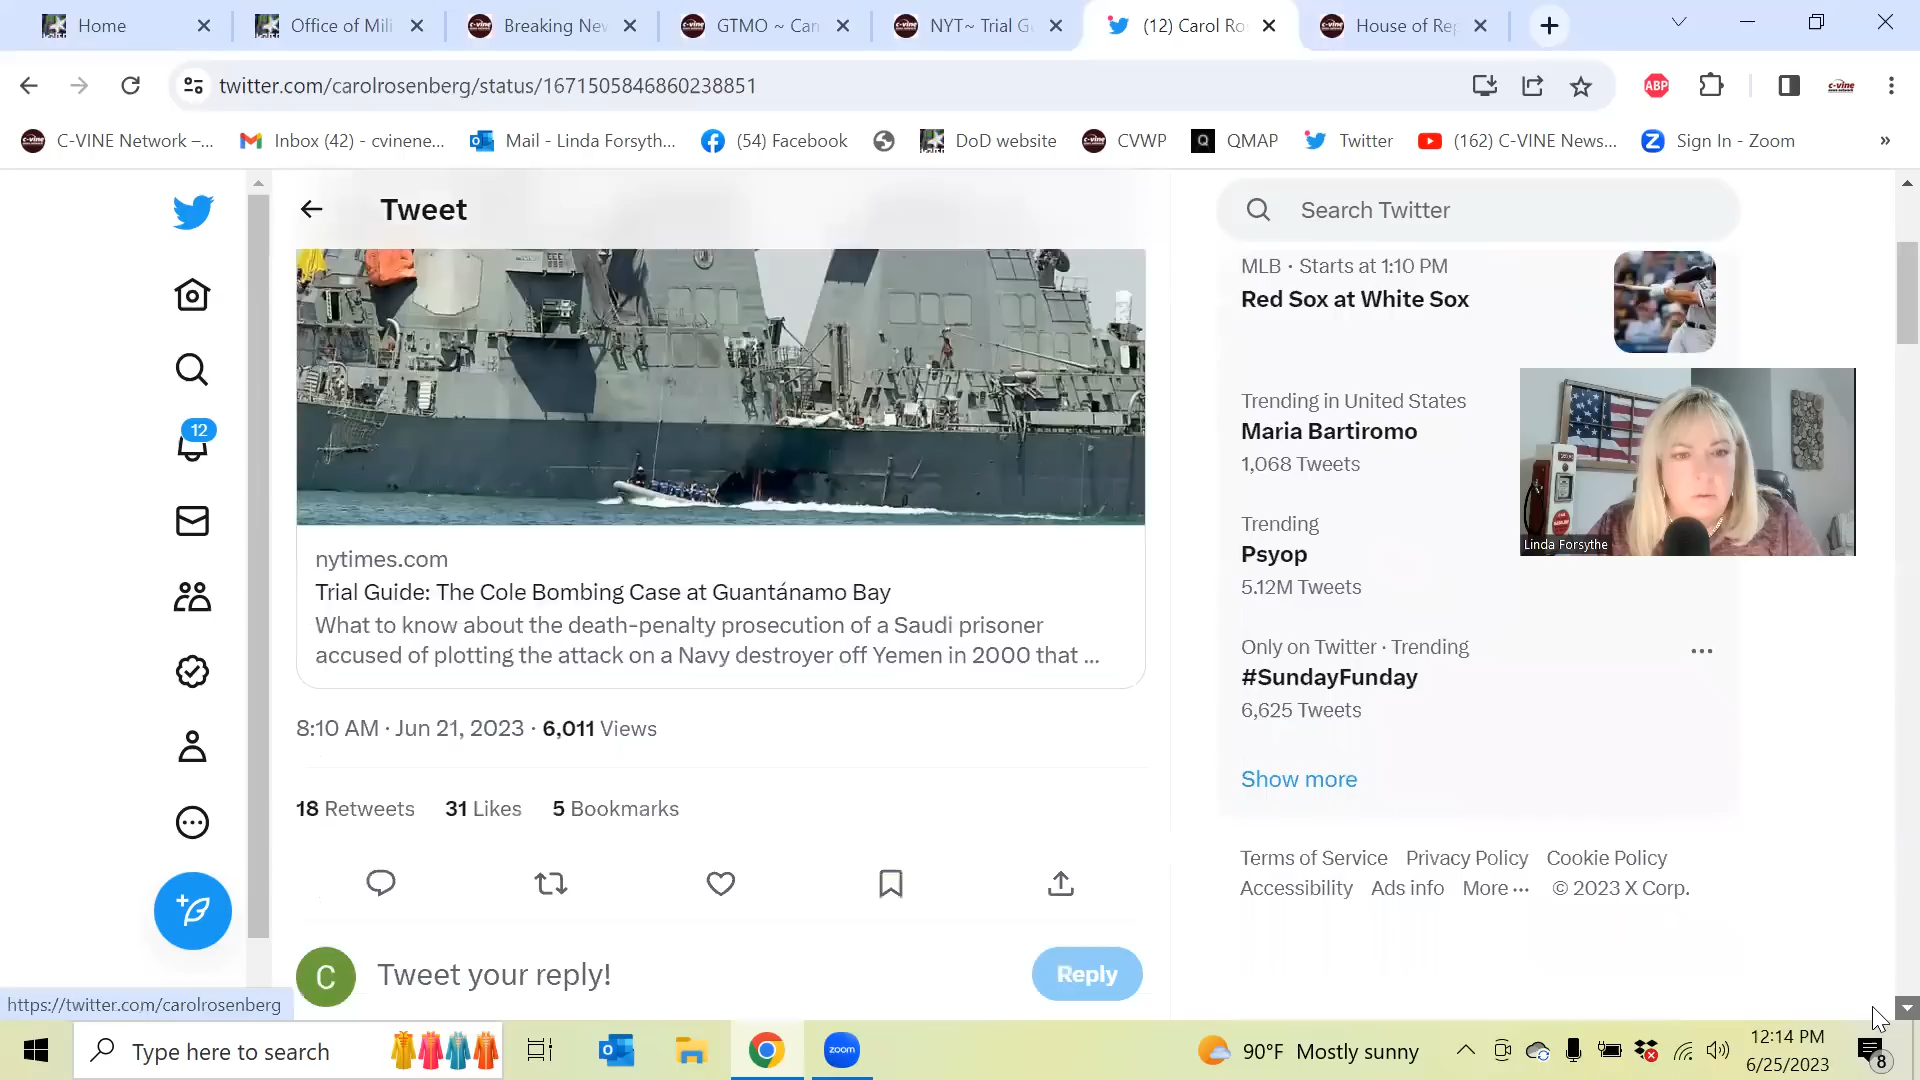 Home
Office of Mili
Breaking Nev
GTMO ~ Car
NYT~ Trial G
(12) Carol Ro
House of Rep
twitter.com/carolrosenberg/status/1671505846860238851
ABP
c-vine
C-VINE Network –...
Inbox (42) - cvinene...
Mail - Linda Forsyth...
(54) Facebook
DoD website
CVWP
Q
QMAP
Twitter
(162) C-VINE News...
Z
Sign In - Zoom
»
Tweet
Search Twitter
MLB · Starts at 1:10 PM
Red Sox at White Sox
Trending in United States
Maria Bartiromo
1,068 Tweets
Trending
Psyop
5.12M Tweets
Linda Forsythe
Only on Twitter · Trending
#SundayFunday
6,625 Tweets
Show more
12
nytimes.com
Trial Guide: The Cole Bombing Case at Guantánamo Bay
What to know about the death-penalty prosecution of a Saudi prisoner
accused of plotting the attack on a Navy destroyer off Yemen in 2000 that ...
8:10 AM · Jun 21, 2023 · 6,011 Views
18 Retweets 31 Likes 5 Bookmarks
Terms of Service Privacy Policy Cookie Policy
Accessibility Ads info More ··· © 2023 X Corp.
C
Tweet your reply!
Reply
https://twitter.com/carolrosenberg
Type here to search
zoom
90°F Mostly sunny
12:14 PM
6/25/2023
8